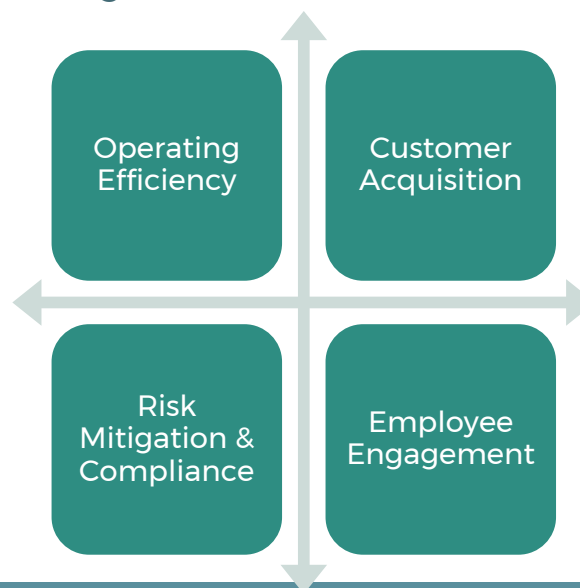 Operating
Efficiency
Customer
Acquisition
Risk
Mitigation &
Compliance
Employee
Engagement